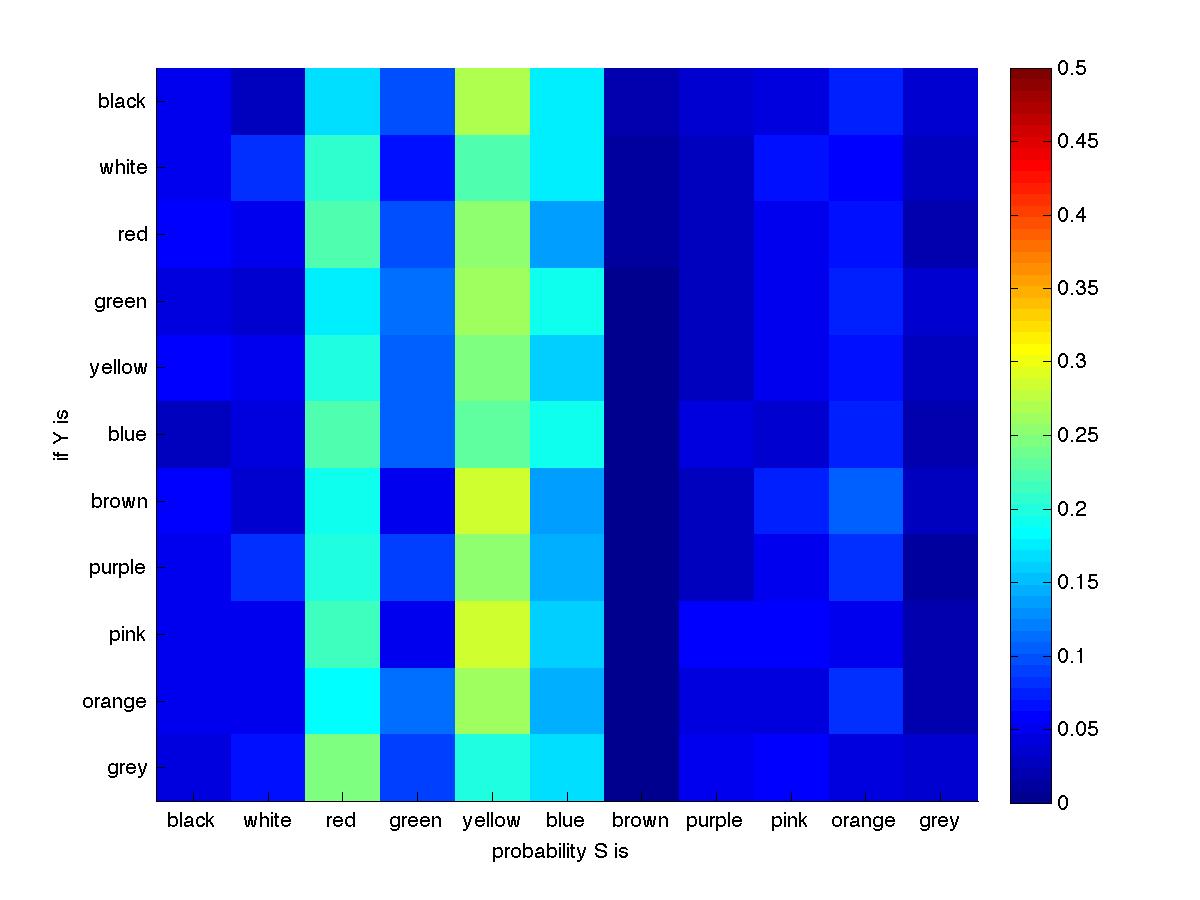 black
white
red
green
yellow
blue
brown
purple
pink
orange
grey
if Y is
black white red green yellow blue brown purple pink orange grey
probability S is
0.5
0.45
0.4
0.35
0.3
0.25
0.2
0.15
0.1
0.05
0